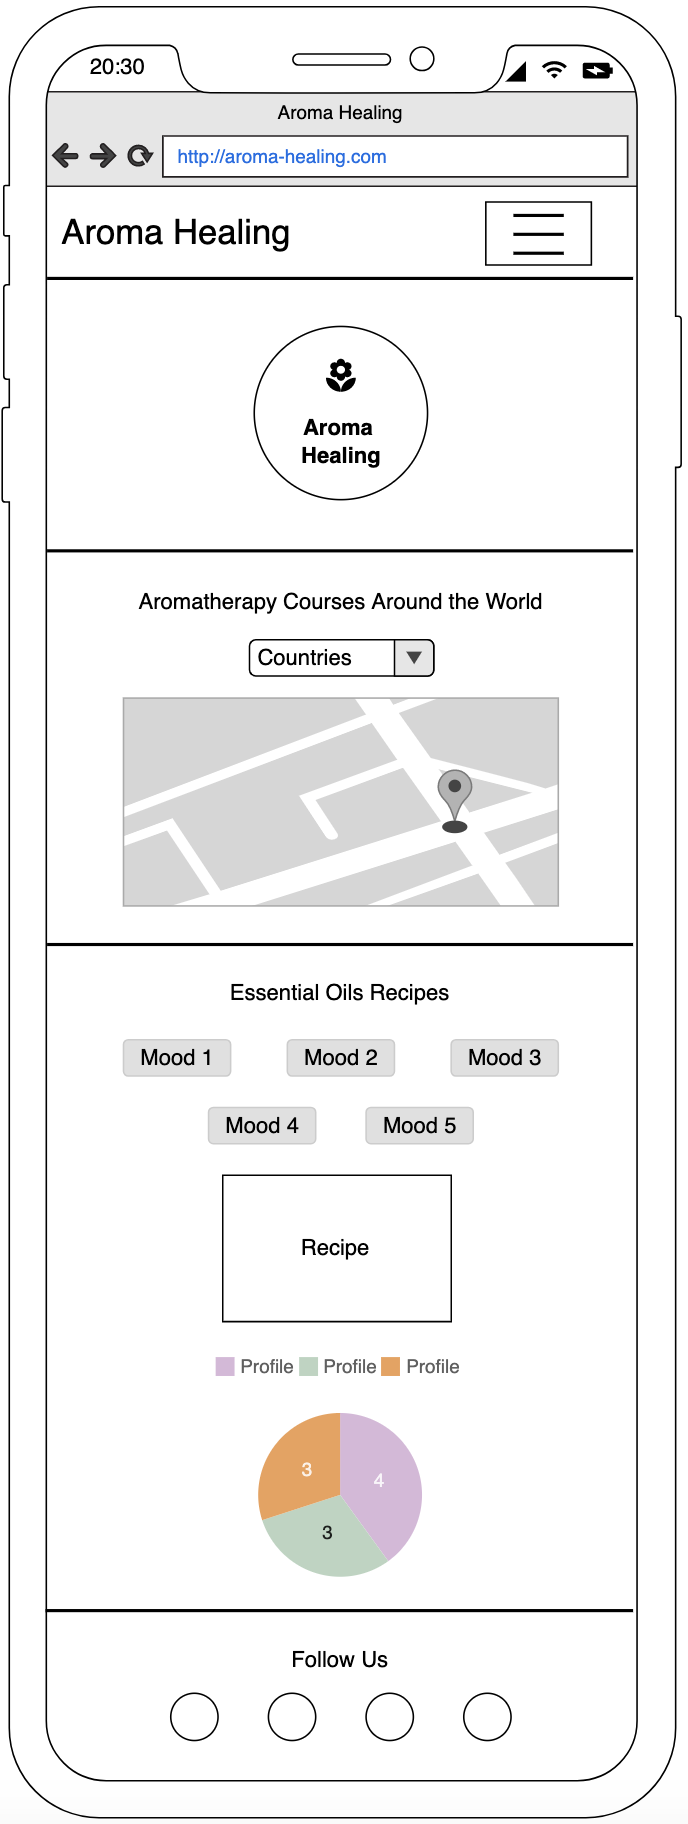 20:30
Aroma Healing
http://aroma-healing.com
Aroma Healing
Aroma
Healing
Aromatherapy Courses Around the World
Countries
Essential Oils Recipes
Mood 1 Mood 2 Mood 3
Mood 4 Mood 5
Recipe
Profile Profile Profile
3 4
3
Follow Us